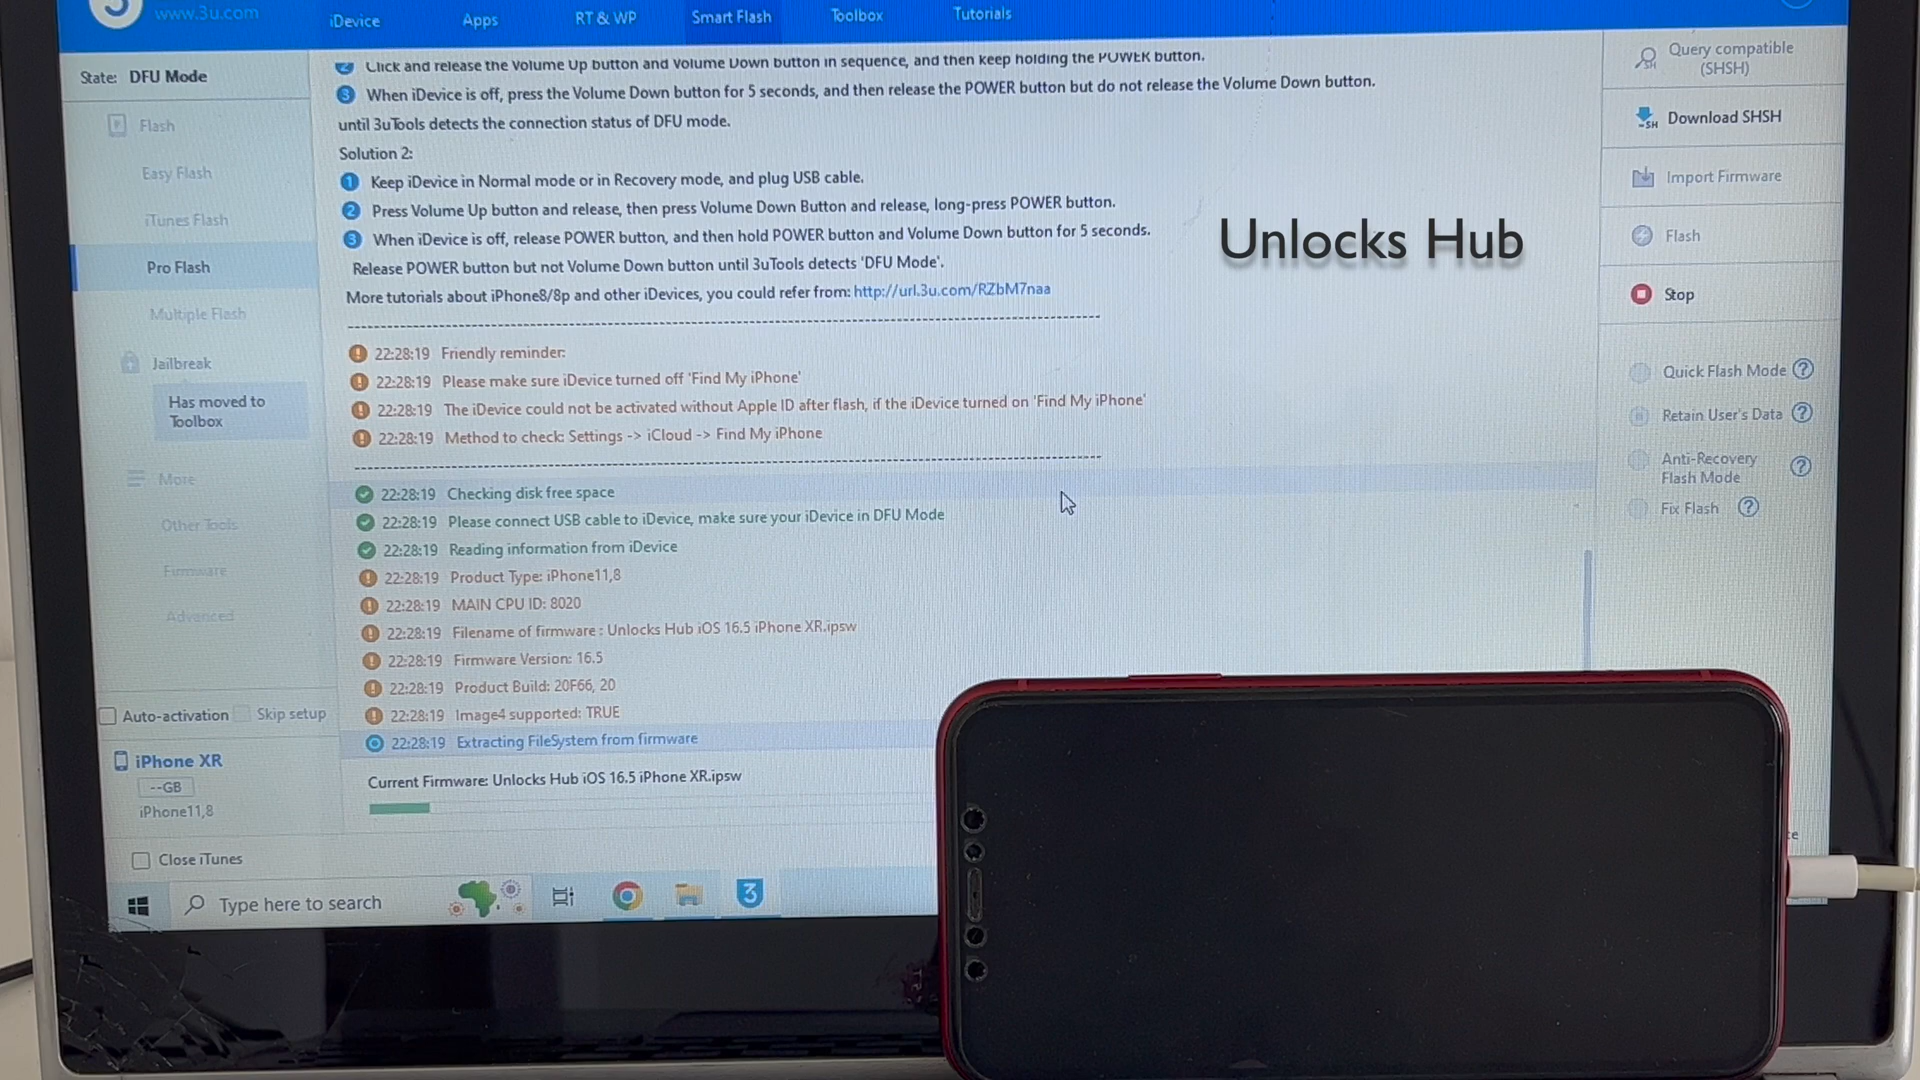 3
www.3u.com
iDevice
Apps
RT & WP
Smart Flash
Toolbox
Tutorials
State: DFU Mode
Flash
Easy Flash
iTunes Flash
Pro Flash
Multiple Flash
Jailbreak
Has moved to
Toolbox
More
Other Tools
Firmware
Advanced
Auto-activation
Skip setup
iPhone XR
--GB
iPhone11,8
Close iTunes
2 Click and release the Volume Up button and Volume Down button in sequence, and then keep holding the POWER button.
3 When iDevice is off, press the Volume Down button for 5 seconds, and then release the POWER button but do not release the Volume Down button.
until 3uTools detects the connection status of DFU mode.
Solution 2:
1 Keep iDevice in Normal mode or in Recovery mode, and plug USB cable.
2 Press Volume Up button and release, then press Volume Down Button and release, long-press POWER button.
3 When iDevice is off, release POWER button, and then hold POWER button and Volume Down button for 5 seconds.
Release POWER button but not Volume Down button until 3uTools detects 'DFU Mode'.
More tutorials about iPhone8/8p and other iDevices, you could refer from: http://url.3u.com/RZbM7naa
22:28:19 Friendly reminder:
22:28:19 Please make sure iDevice turned off 'Find My iPhone'
22:28:19 The iDevice could not be activated without Apple ID after flash, if the iDevice turned on 'Find My iPhone'
22:28:19 Method to check: Settings -> iCloud -> Find My iPhone
22:28:19 Checking disk free space
22:28:19 Please connect USB cable to iDevice, make sure your iDevice in DFU Mode
22:28:19 Reading information from iDevice
22:28:19 Product Type: iPhone11,8
22:28:19 MAIN CPU ID: 8020
22:28:19 Filename of firmware : Unlocks Hub iOS 16.5 iPhone XR.ipsw
22:28:19 Firmware Version: 16.5
22:28:19 Product Build: 20F66, 20
22:28:19 Image4 supported: TRUE
22:28:19 Extracting FileSystem from firmware
Current Firmware: Unlocks Hub iOS 16.5 iPhone XR.ipsw
Unlocks Hub
Query compatible
(SHSH)
Download SHSH
Import Firmware
Flash
Stop
Quick Flash Mode ?
Retain User's Data ?
Anti-Recovery
Flash Mode ?
Fix Flash ?
Type here to search
3